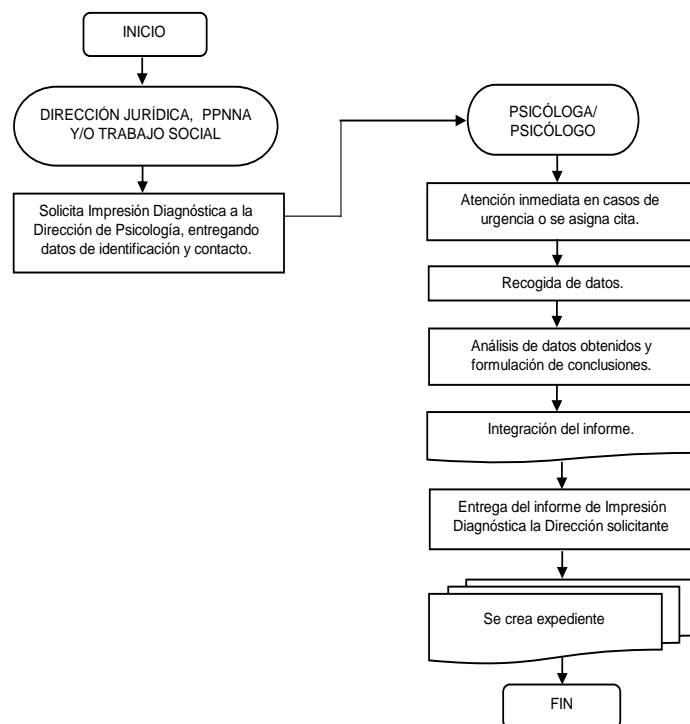 INICIO
DIRECCIÓN JURÍDICA, PPNNA
Y/O TRABAJO SOCIAL
Solicita Impresión Diagnóstica a la
Dirección de Psicología, entregando
datos de identificación y contacto.
PSICÓLOGA/
PSICÓLOGO
Atención inmediata en casos de
urgencia o se asigna cita.
Recogida de datos.
Análisis de datos obtenidos y
formulación de conclusiones.
Integración del informe.
Entrega del informe de Impresión
Diagnóstica la Dirección solicitante
Se crea expediente
FIN